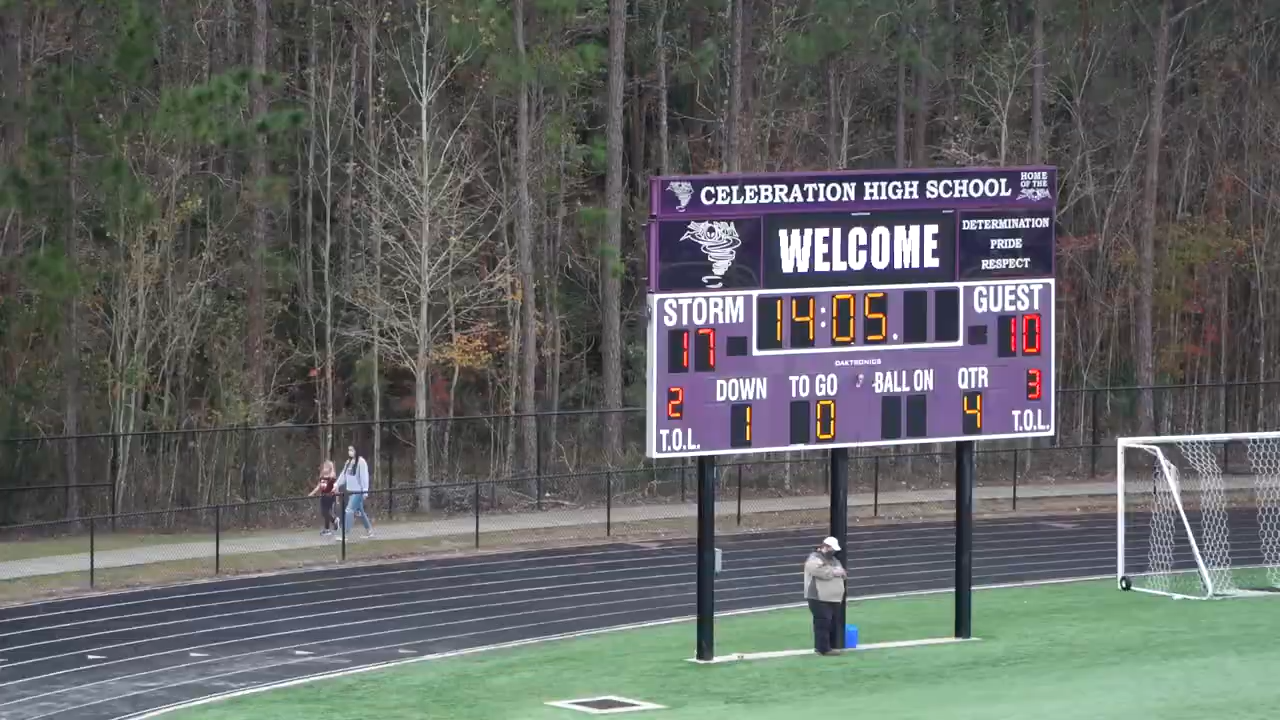 CELEBRATION HIGH SCHOOL
HOME
OF THE
STORM
WELCOME
DETERMINATION
PRIDE
RESPECT
STORM
14:05.
GUEST
17
10
DAKTRONICS
DOWN
TO GO
BALL ON
QTR
2
1
0
4
3
T.O.L.
T.O.L.